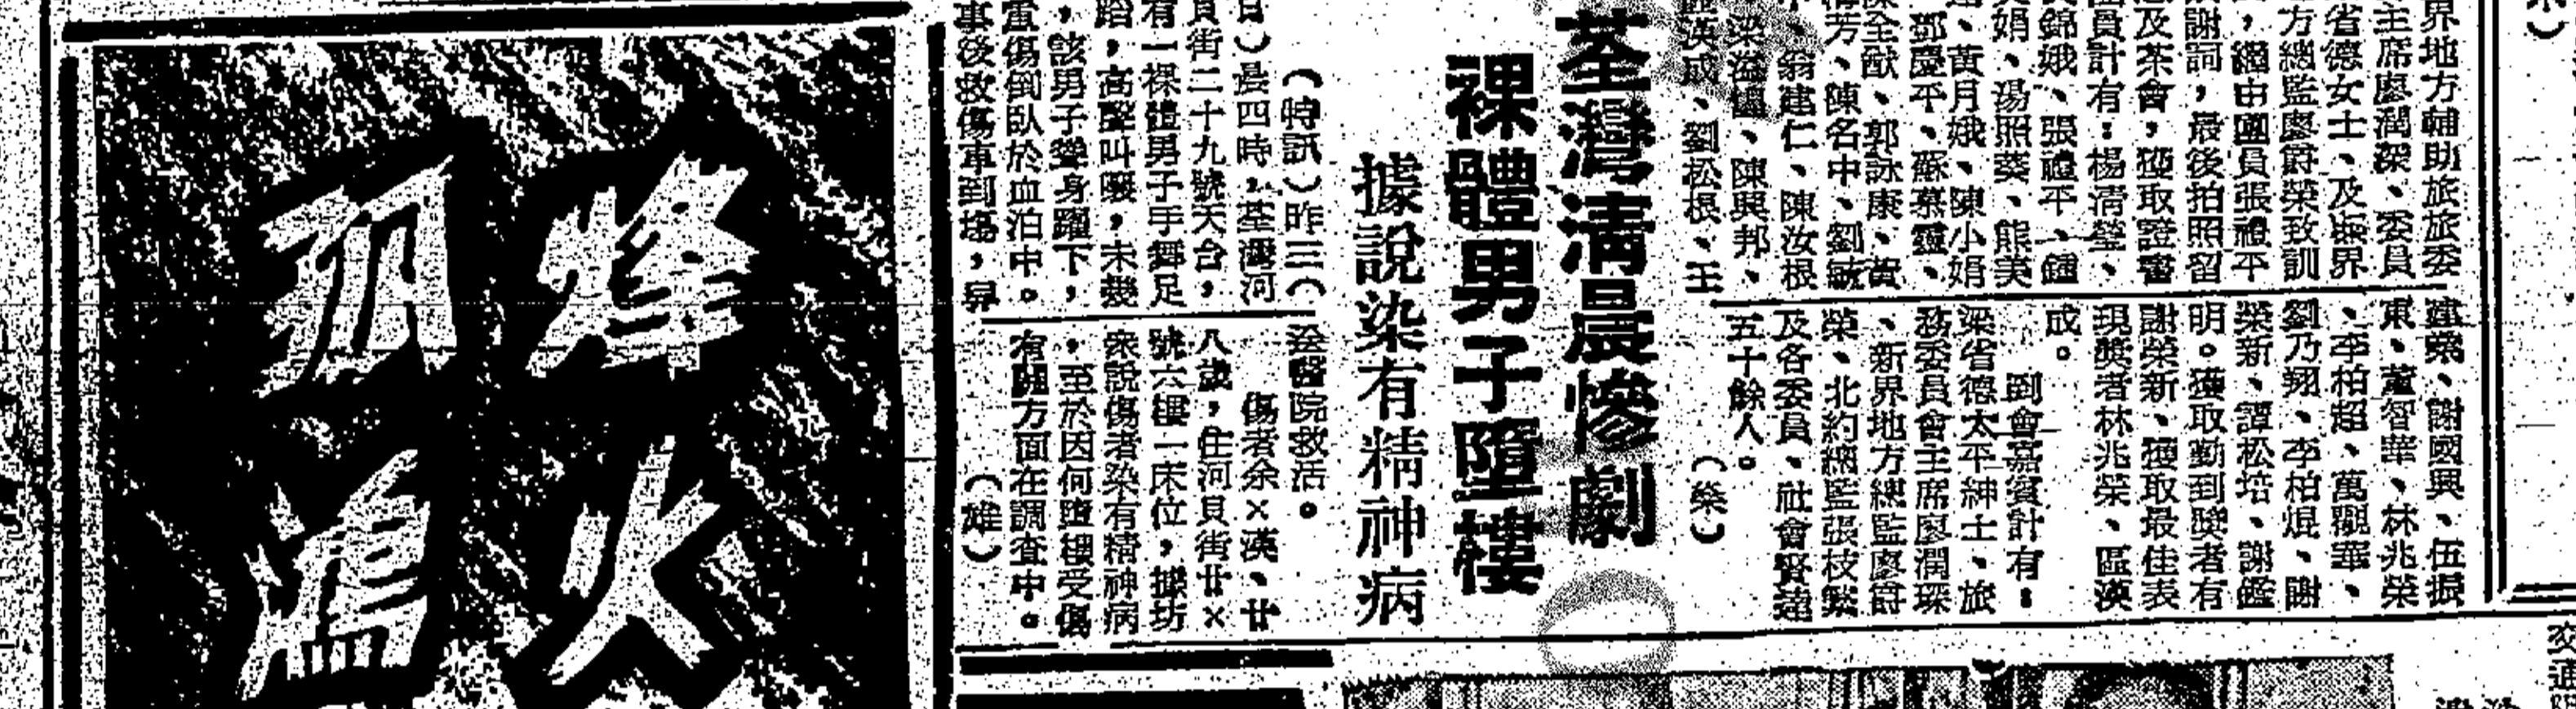 界地方輔助旅旅委
主席廖潤深、委員
省德女士、及與界
方總監廖爵榮致訓
，繼由團員張禮平
謝詞，最後拍照留
及茶會，獲取證書
員計有：楊清瑩、
錦娥、張禮平、鍾
娟、湯照葵、熊美
、黃月娥、陳小娟
鄧慶平、蘇慕靈、
全猷、郭詠康、黃
芳、陳名中、劉毓
、翁建仁、陳汝根
梁溢團、陳興邦、
區漢成、劉松根、王
建業、謝國興、伍振
東、董智華、林兆榮
、李柏超、萬觀華、
劉乃翔、李柏焜、謝
榮新、譚松培、謝鑑
明。獲取勤到獎者有
謝榮新、獲取最佳表
現獎者林兆榮、區漢
成。
到會嘉賓計有：
梁省德太平紳士、旅
務委員會主席廖潤琛
、新界地方總監廖爵
榮、北約總監張枝繁
及各委員、社會賢達
五十餘人。
（榮）
荃灣清晨慘劇
裸體男子墮樓
據說染有精神病
（時訊）昨三（
日）晨四時，荃灣河
貝街二十九號天台，
有一裸體男子手舞足
蹈，高聲叫囂，未幾
，該男子聳身躍下，
重傷倒臥於血泊中。
事後救傷車到場，舁
送醫院救活。
傷者余×漢、廿
八歲，住河貝街廿×
號六樓一床位，據坊
衆說傷者染有精神病
，至於因何墮樓受傷
有關方面在調查中。
（雄）
烽火